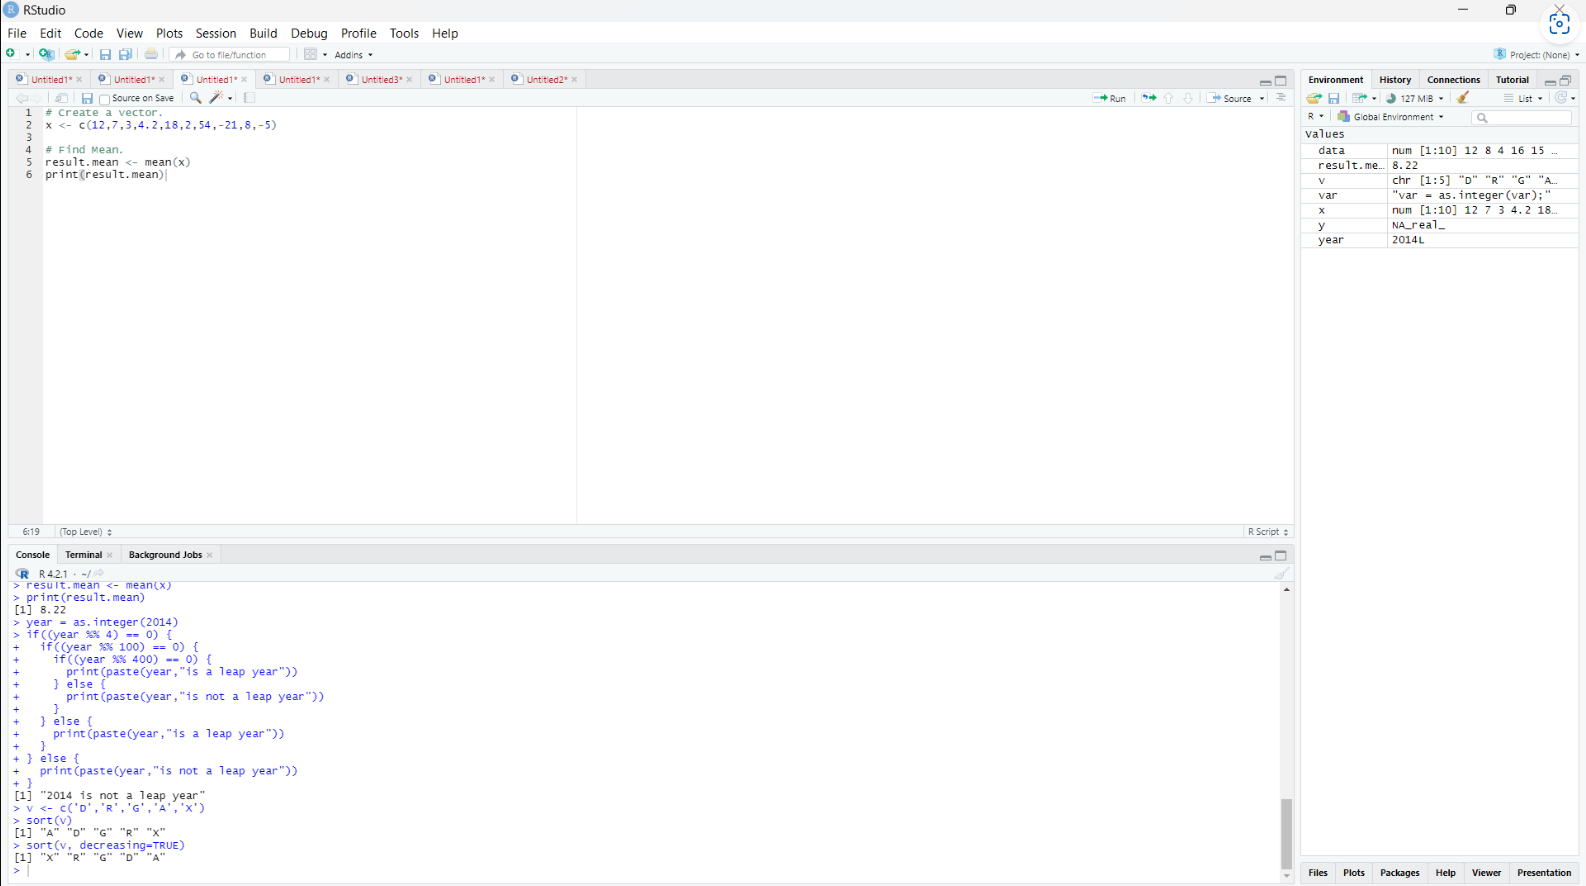 RStudio
File Edit Code View Plots Session Build Debug Profile Tools Help
Go to file/function Addins Project: (None)
Untitled1* Untitled1* Untitled1* Untitled1* Untitled3* Untitled1* Untitled2*
Source on Save Run Source
1 # Create a vector.
2 x <- c(12,7,3,4.2,18,2,54,-21,8,-5)
3
4 # Find Mean.
5 result.mean <- mean(x)
6 print(result.mean)
6:19 (Top Level) R Script
Console Terminal Background Jobs
R 4.2.1 · ~/
> result.mean <- mean(x)
> print(result.mean)
[1] 8.22
> year = as.integer(2014)
> if((year %% 4) == 0) {
+   if((year %% 100) == 0) {
+     if((year %% 400) == 0) {
+       print(paste(year,"is a leap year"))
+     } else {
+       print(paste(year,"is not a leap year"))
+     }
+   } else {
+     print(paste(year,"is a leap year"))
+   }
+ } else {
+   print(paste(year,"is not a leap year"))
+ }
[1] "2014 is not a leap year"
> v <- c('D','R','G','A','X')
> sort(v)
[1] "A" "D" "G" "R" "X"
> sort(v, decreasing=TRUE)
[1] "X" "R" "G" "D" "A"
>
Environment History Connections Tutorial
127 MiB List
R Global Environment
Values
data num [1:10] 12 8 4 16 15 …
result.me… 8.22
v chr [1:5] "D" "R" "G" "A…
var "var = as.integer(var);"
x num [1:10] 12 7 3 4.2 18…
y NA_real_
year 2014L
Files Plots Packages Help Viewer Presentation